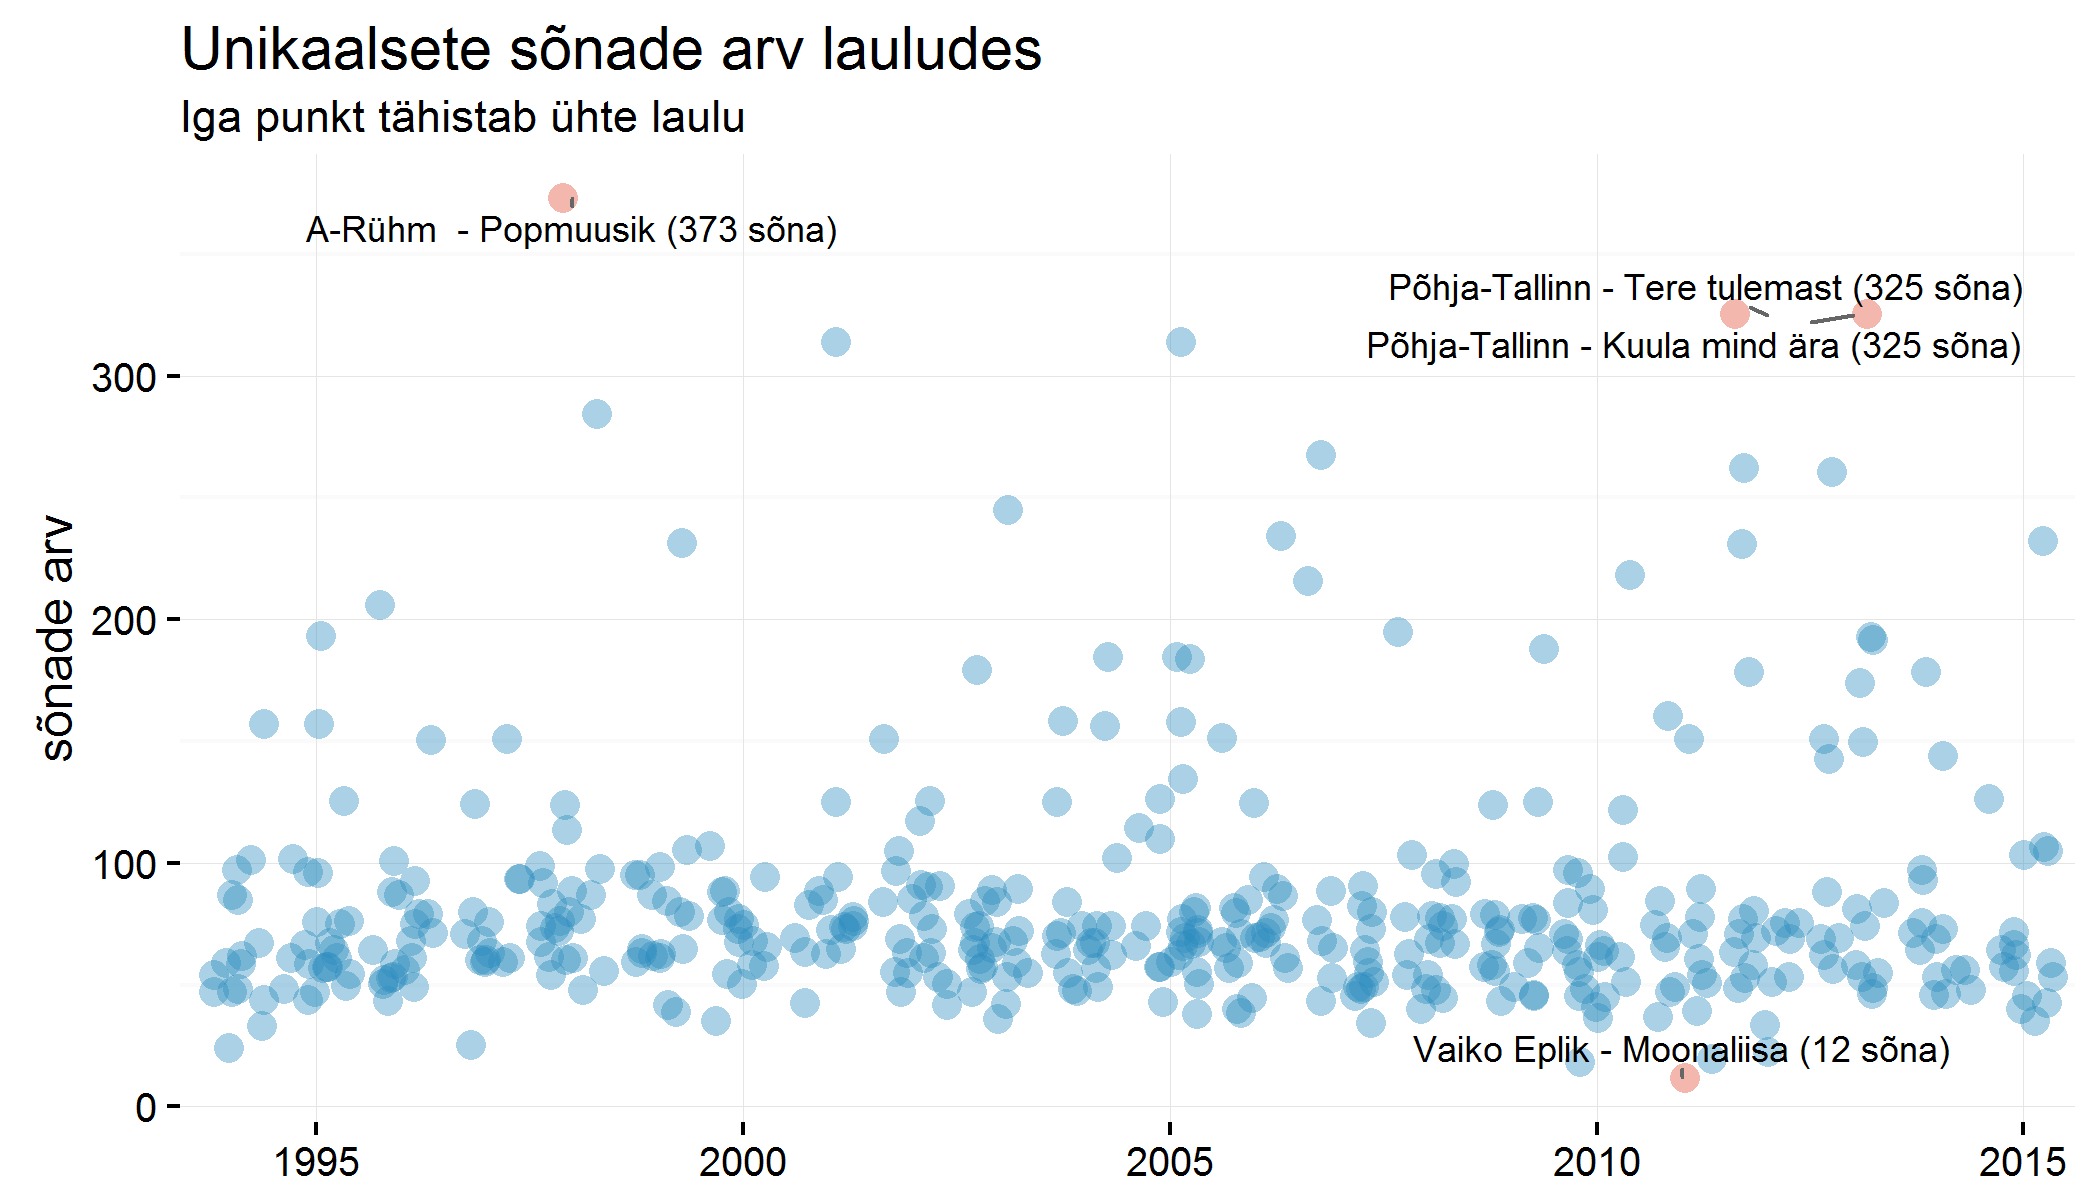 Unikaalsete sõnade arv lauludes
Iga punkt tähistab ühte laulu
A-Rühm  - Popmuusik (373 sõna)
Põhja-Tallinn - Tere tulemast (325 sõna)
Põhja-Tallinn - Kuula mind ära (325 sõna)
300
sõnade arv
200
100
Vaiko Eplik - Moonaliisa (12 sõna)
0
1995
2000
2005
2010
2015